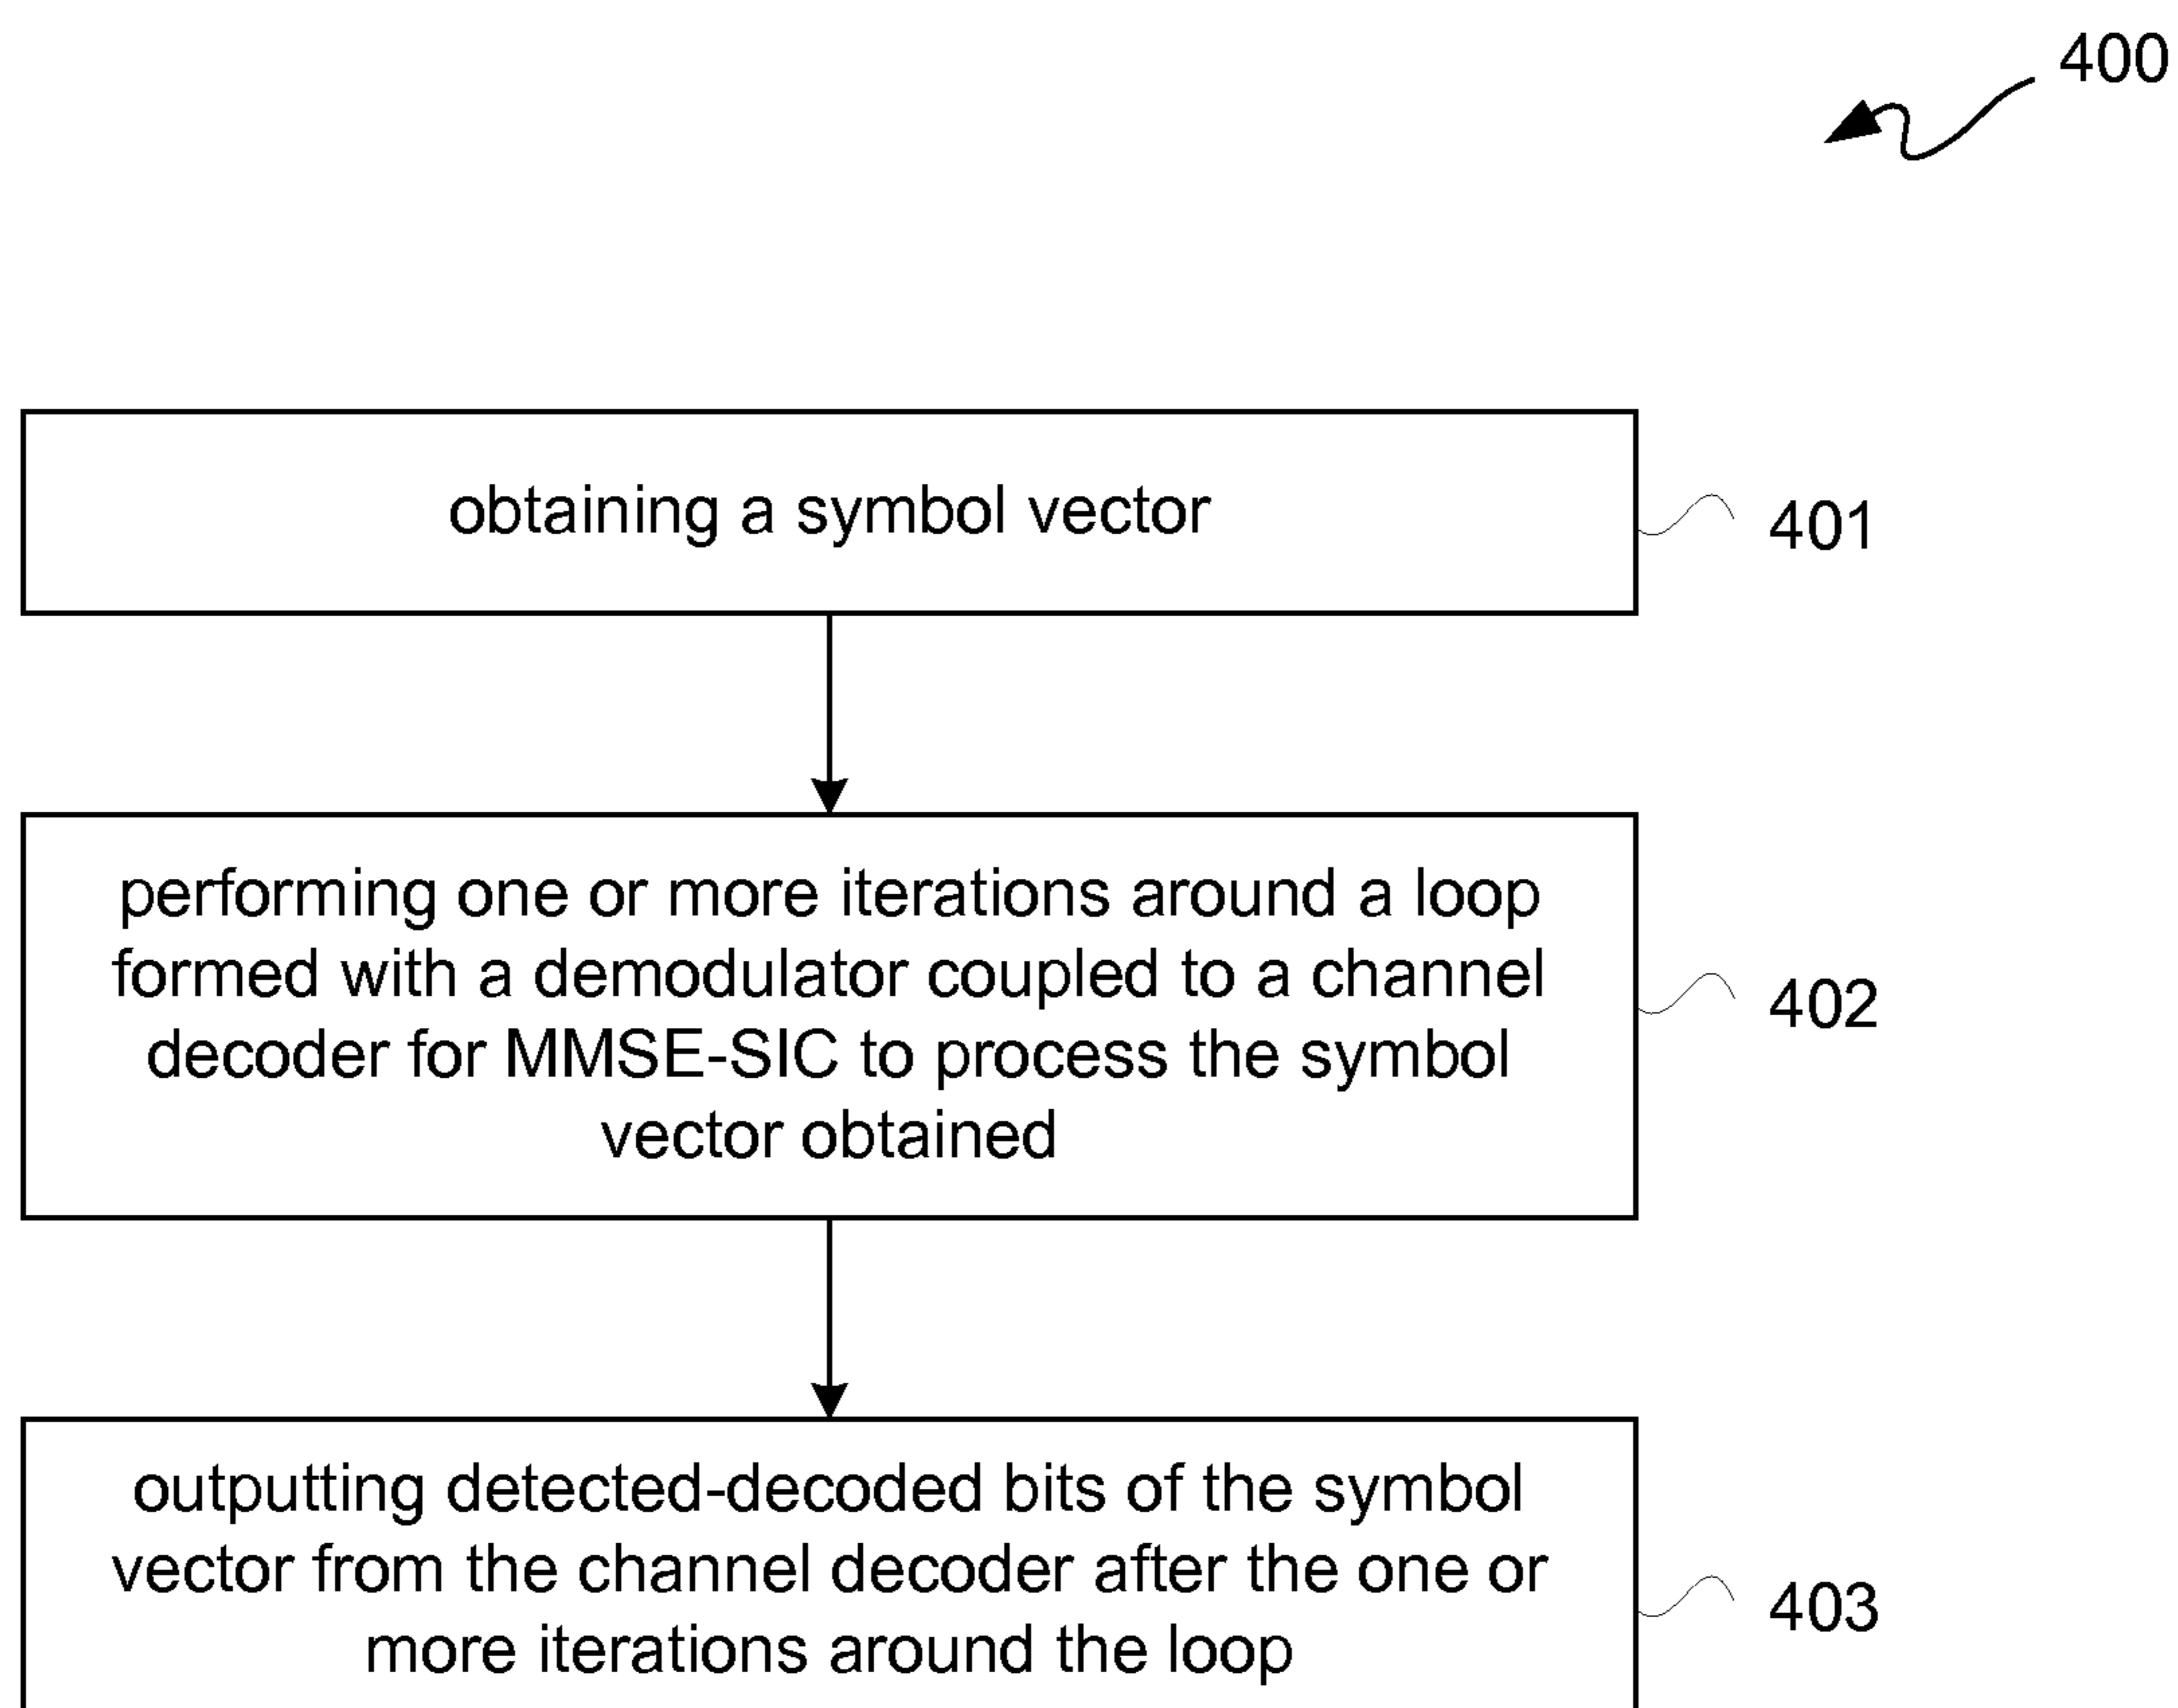 400
obtaining a symbol vector
401
performing one or more iterations around a loop
formed with a demodulator coupled to a channel
decoder for MMSE-SIC to process the symbol
vector obtained
402
outputting detected-decoded bits of the symbol
vector from the channel decoder after the one or
more iterations around the loop
403